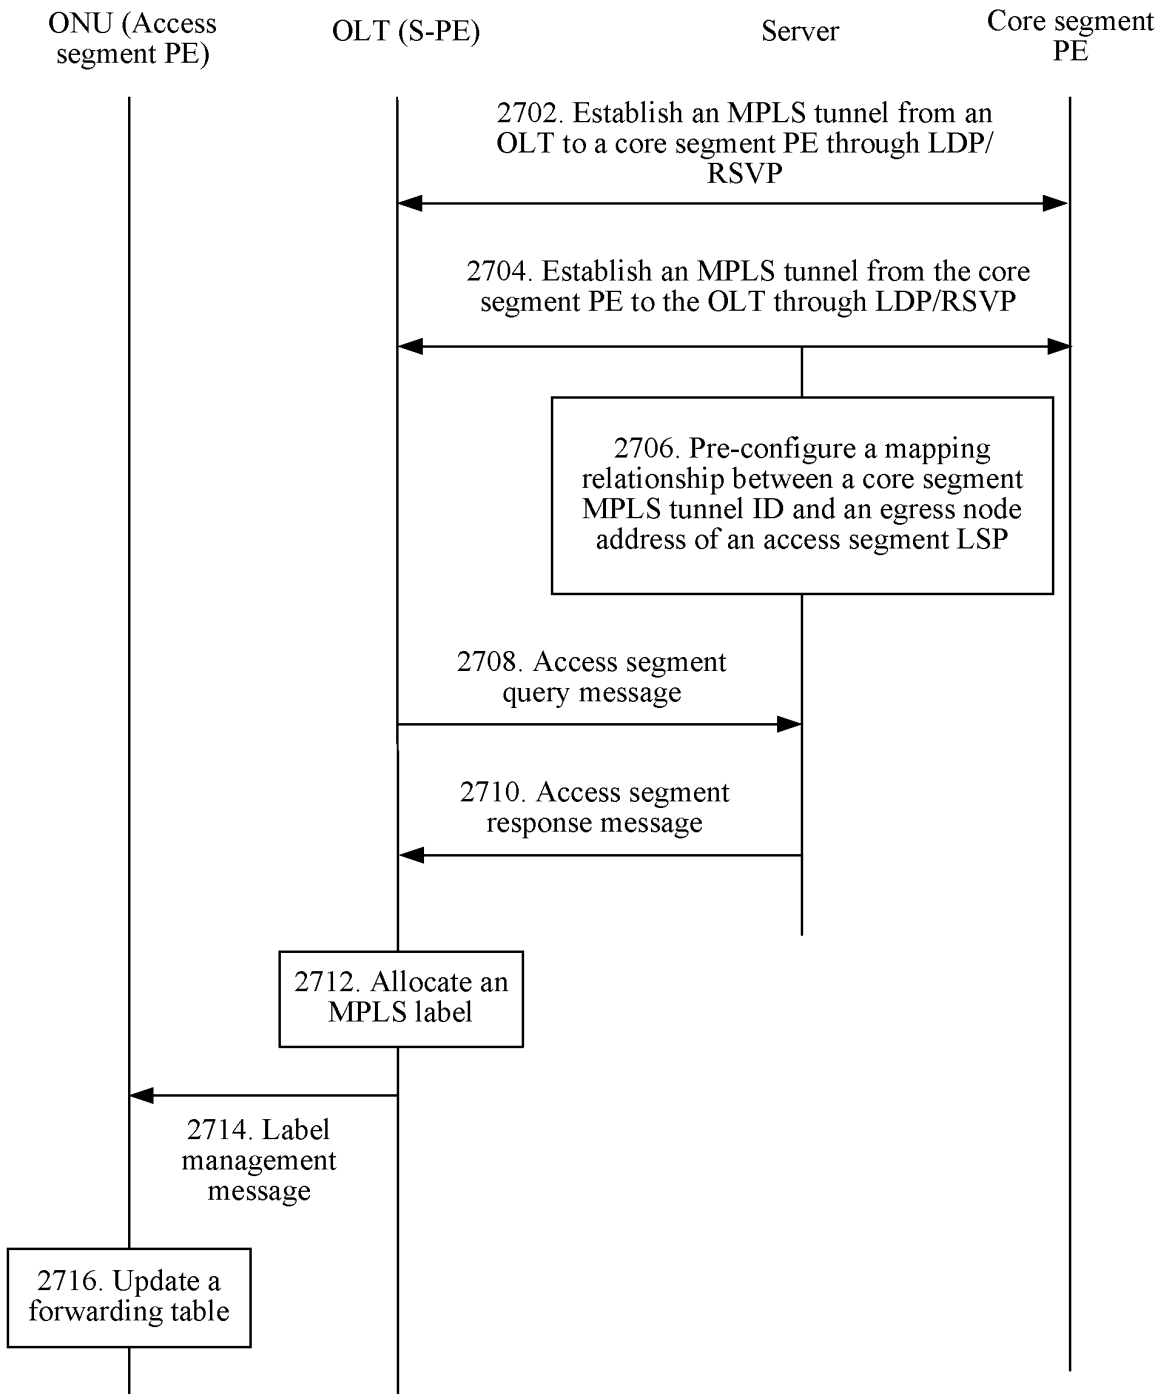 ONU (Access
segment PE)
OLT (S-PE)
Server
Core segment
PE
2702. Establish an MPLS tunnel from an
OLT to a core segment PE through LDP/
RSVP
2704. Establish an MPLS tunnel from the core
segment PE to the OLT through LDP/RSVP
2706. Pre-configure a mapping
relationship between a core segment
MPLS tunnel ID and an egress node
address of an access segment LSP
2708. Access segment
query message
2710. Access segment
response message
2712. Allocate an
MPLS label
2714. Label
management
message
2716. Update a
forwarding table